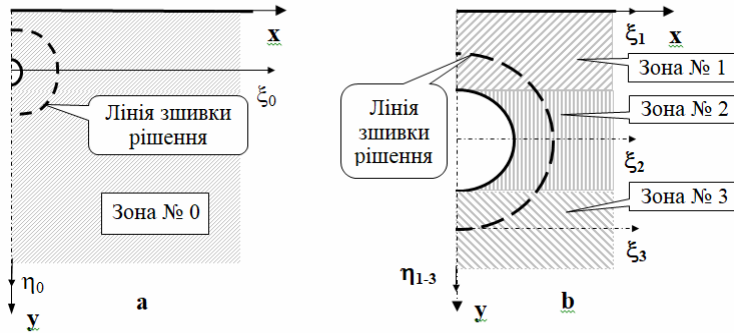 x
ξ0
Лінія
зшивки
рішення
Зона № 0
η0
a
y
ξ1
x
Зона № 1
Лінія
зшивки
рішення
Зона № 2
ξ2
Зона № 3
ξ3
η1-3
y
b